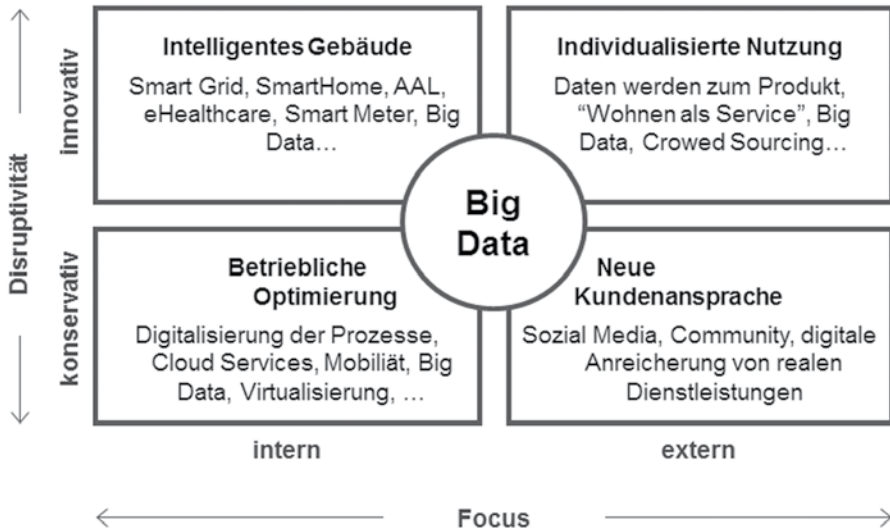 Disruptivität
innovativ
Intelligentes Gebäude
Smart Grid, SmartHome, AAL,
eHealthcare, Smart Meter, Big
Data…
Individualisierte Nutzung
Daten werden zum Produkt,
“Wohnen als Service”, Big
Data, Crowed Sourcing…
Big
Data
konservativ
Betriebliche
Optimierung
Digitalisierung der Prozesse,
Cloud Services, Mobiliät, Big
Data, Virtualisierung, …
Neue
Kundenansprache
Sozial Media, Community, digitale
Anreicherung von realen
Dienstleistungen
intern
extern
Focus